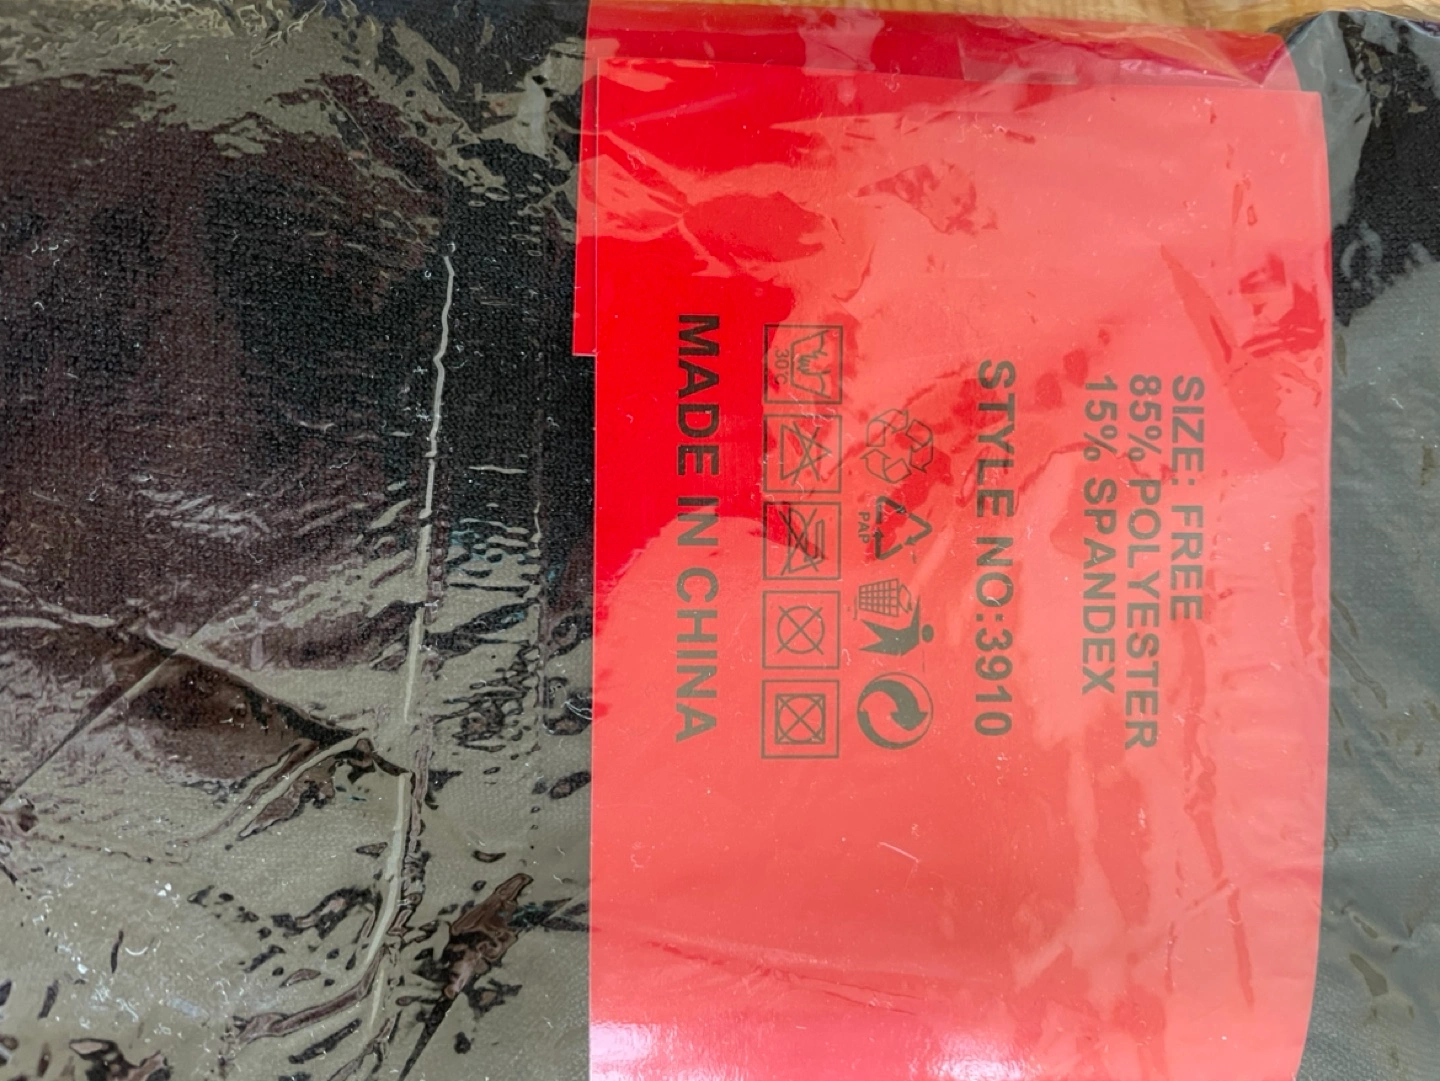 SIZE: FREE
85% POLYESTER
15% SPANDEX
STYLE NO:3910
PAP
30°C
MADE IN CHINA